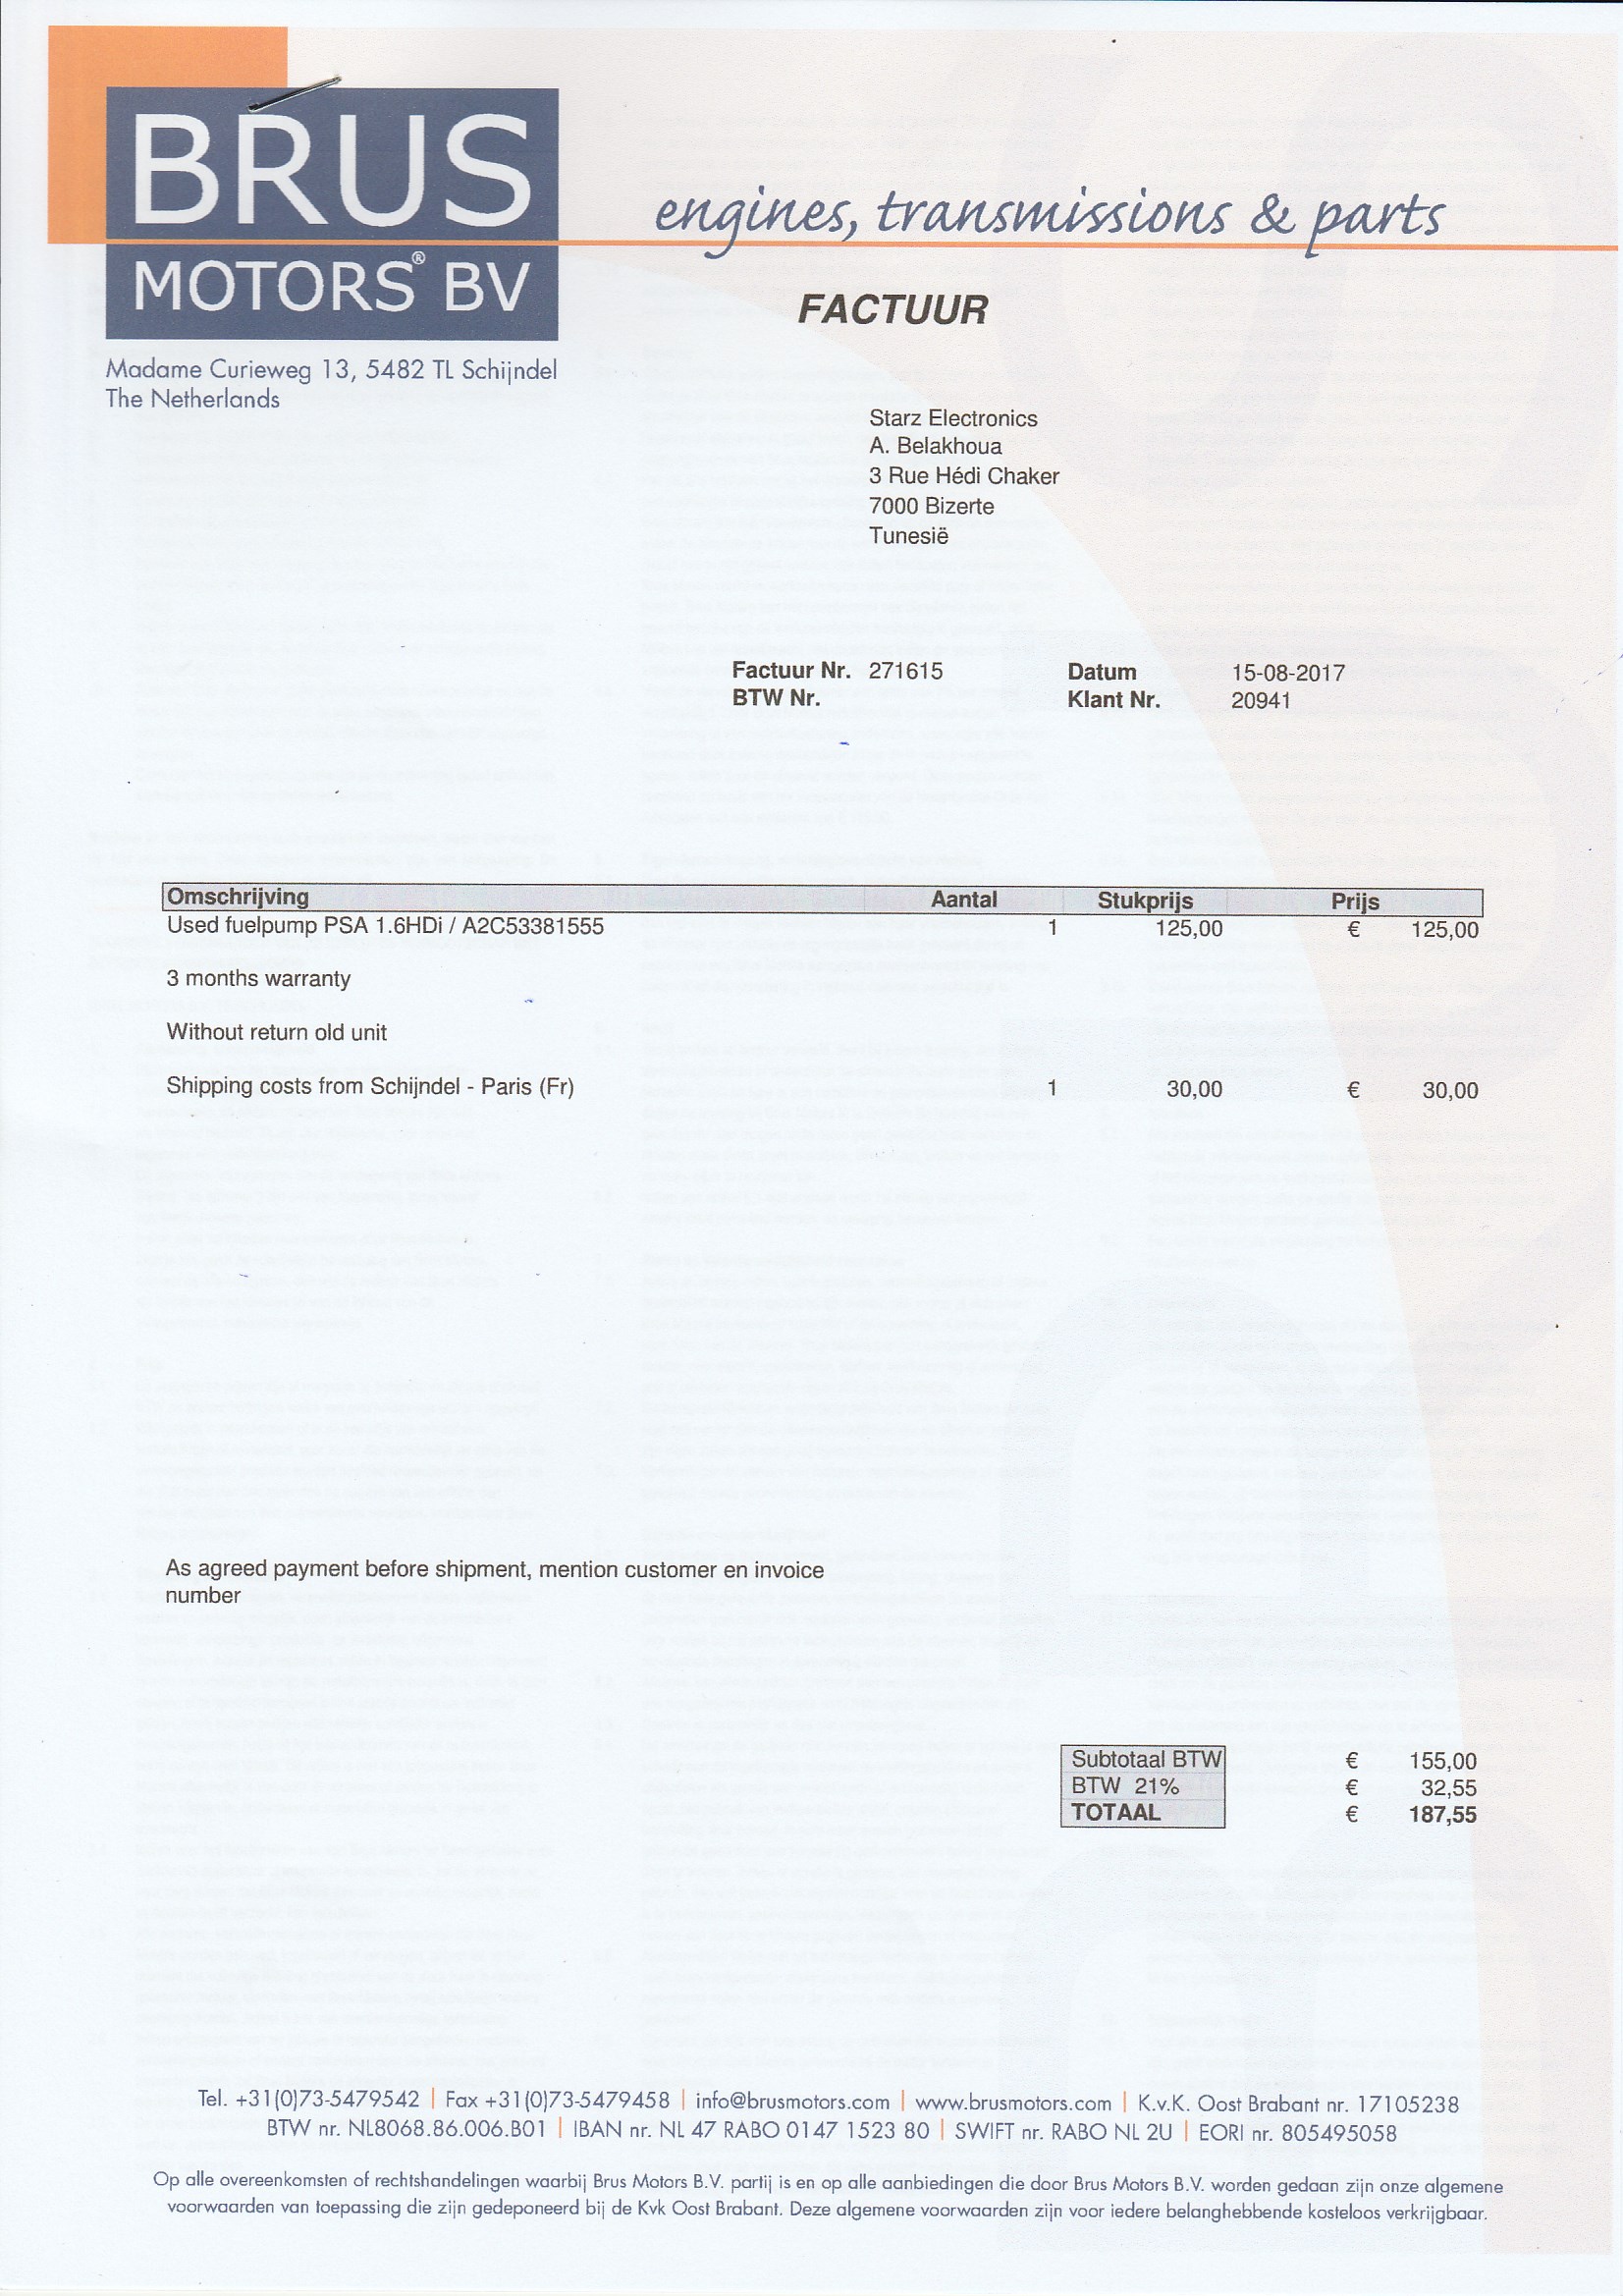 BRUS
MOTORS® BV
engines, transmissions & parts
FACTUUR
Madame Curieweg 13, 5482 TL Schijndel
The Netherlands
Starz Electronics
A. Belakhoua
3 Rue Hédi Chaker
7000 Bizerte
Tunesië
Factuur Nr. 271615 Datum 15-08-2017
BTW Nr. Klant Nr. 20941
Omschrijving Aantal Stukprijs Prijs
Used fuelpump PSA 1.6HDi / A2C53381555 1 125,00 € 125,00
3 months warranty
Without return old unit
Shipping costs from Schijndel - Paris (Fr) 1 30,00 € 30,00
As agreed payment before shipment, mention customer en invoice
number
Subtotaal BTW € 155,00
BTW 21% € 32,55
TOTAAL € 187,55
Tel. +31(0)73-5479542 | Fax +31(0)73-5479458 | info@brusmotors.com | www.brusmotors.com | K.v.K. Oost Brabant nr. 17105238
BTW nr. NL8068.86.006.B01 | IBAN nr. NL 47 RABO 0147 1523 80 | SWIFT nr. RABO NL 2U | EORI nr. 805495058
Op alle overeenkomsten of rechtshandelingen waarbij Brus Motors B.V. partij is en op alle aanbiedingen die door Brus Motors B.V. worden gedaan zijn onze algemene
voorwaarden van toepassing die zijn gedeponeerd bij de Kvk Oost Brabant. Deze algemene voorwaarden zijn voor iedere belanghebbende kosteloos verkrijgbaar.